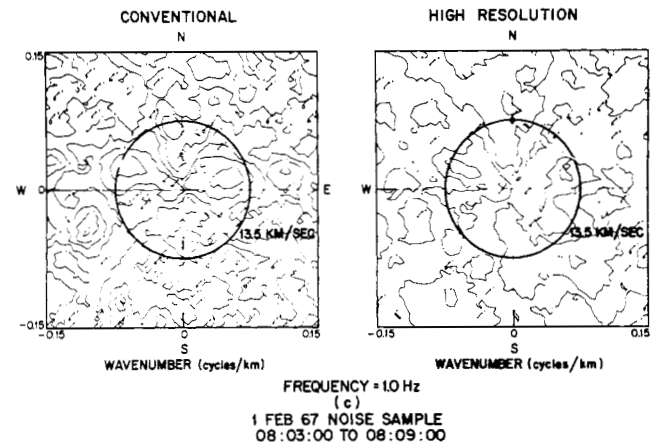 CONVENTIONAL
N
0.15
W 0 E
13.5 KM/SEC
-0.15
-0.15 0 0.15
S
WAVENUMBER (cycles/km)
HIGH RESOLUTION
N
W
13.5 KM/SEC
-0.15 0 0.15
S
WAVENUMBER (cycles/km)
FREQUENCY = 1.0 Hz
(c)
1 FEB 67 NOISE SAMPLE
08:03:00 TO 08:09:00